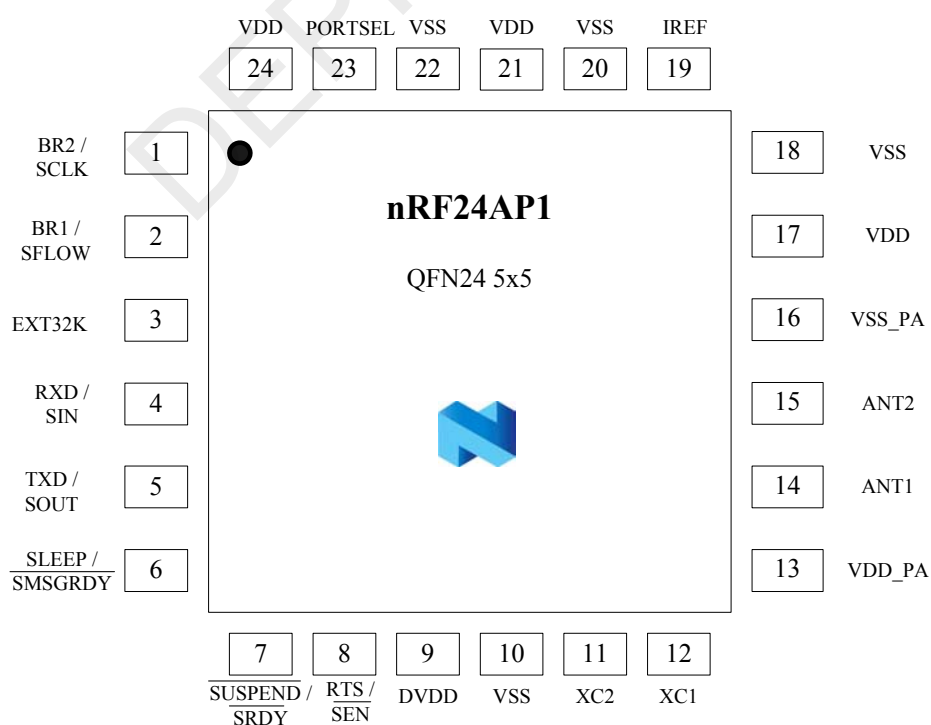 VDD PORTSEL VSS VDD VSS IREF
24 23 22 21 20 19
BR2 /
SCLK
1
BR1 /
SFLOW
2
EXT32K
3
RXD /
SIN
4
TXD /
SOUT
5
SLEEP /
SMSGRDY
6
nRF24AP1
QFN24 5x5
18 VSS
17 VDD
16 VSS_PA
15 ANT2
14 ANT1
13 VDD_PA
7 8 9 10 11 12
SUSPEND /
SRDY
RTS /
SEN
DVDD VSS XC2 XC1